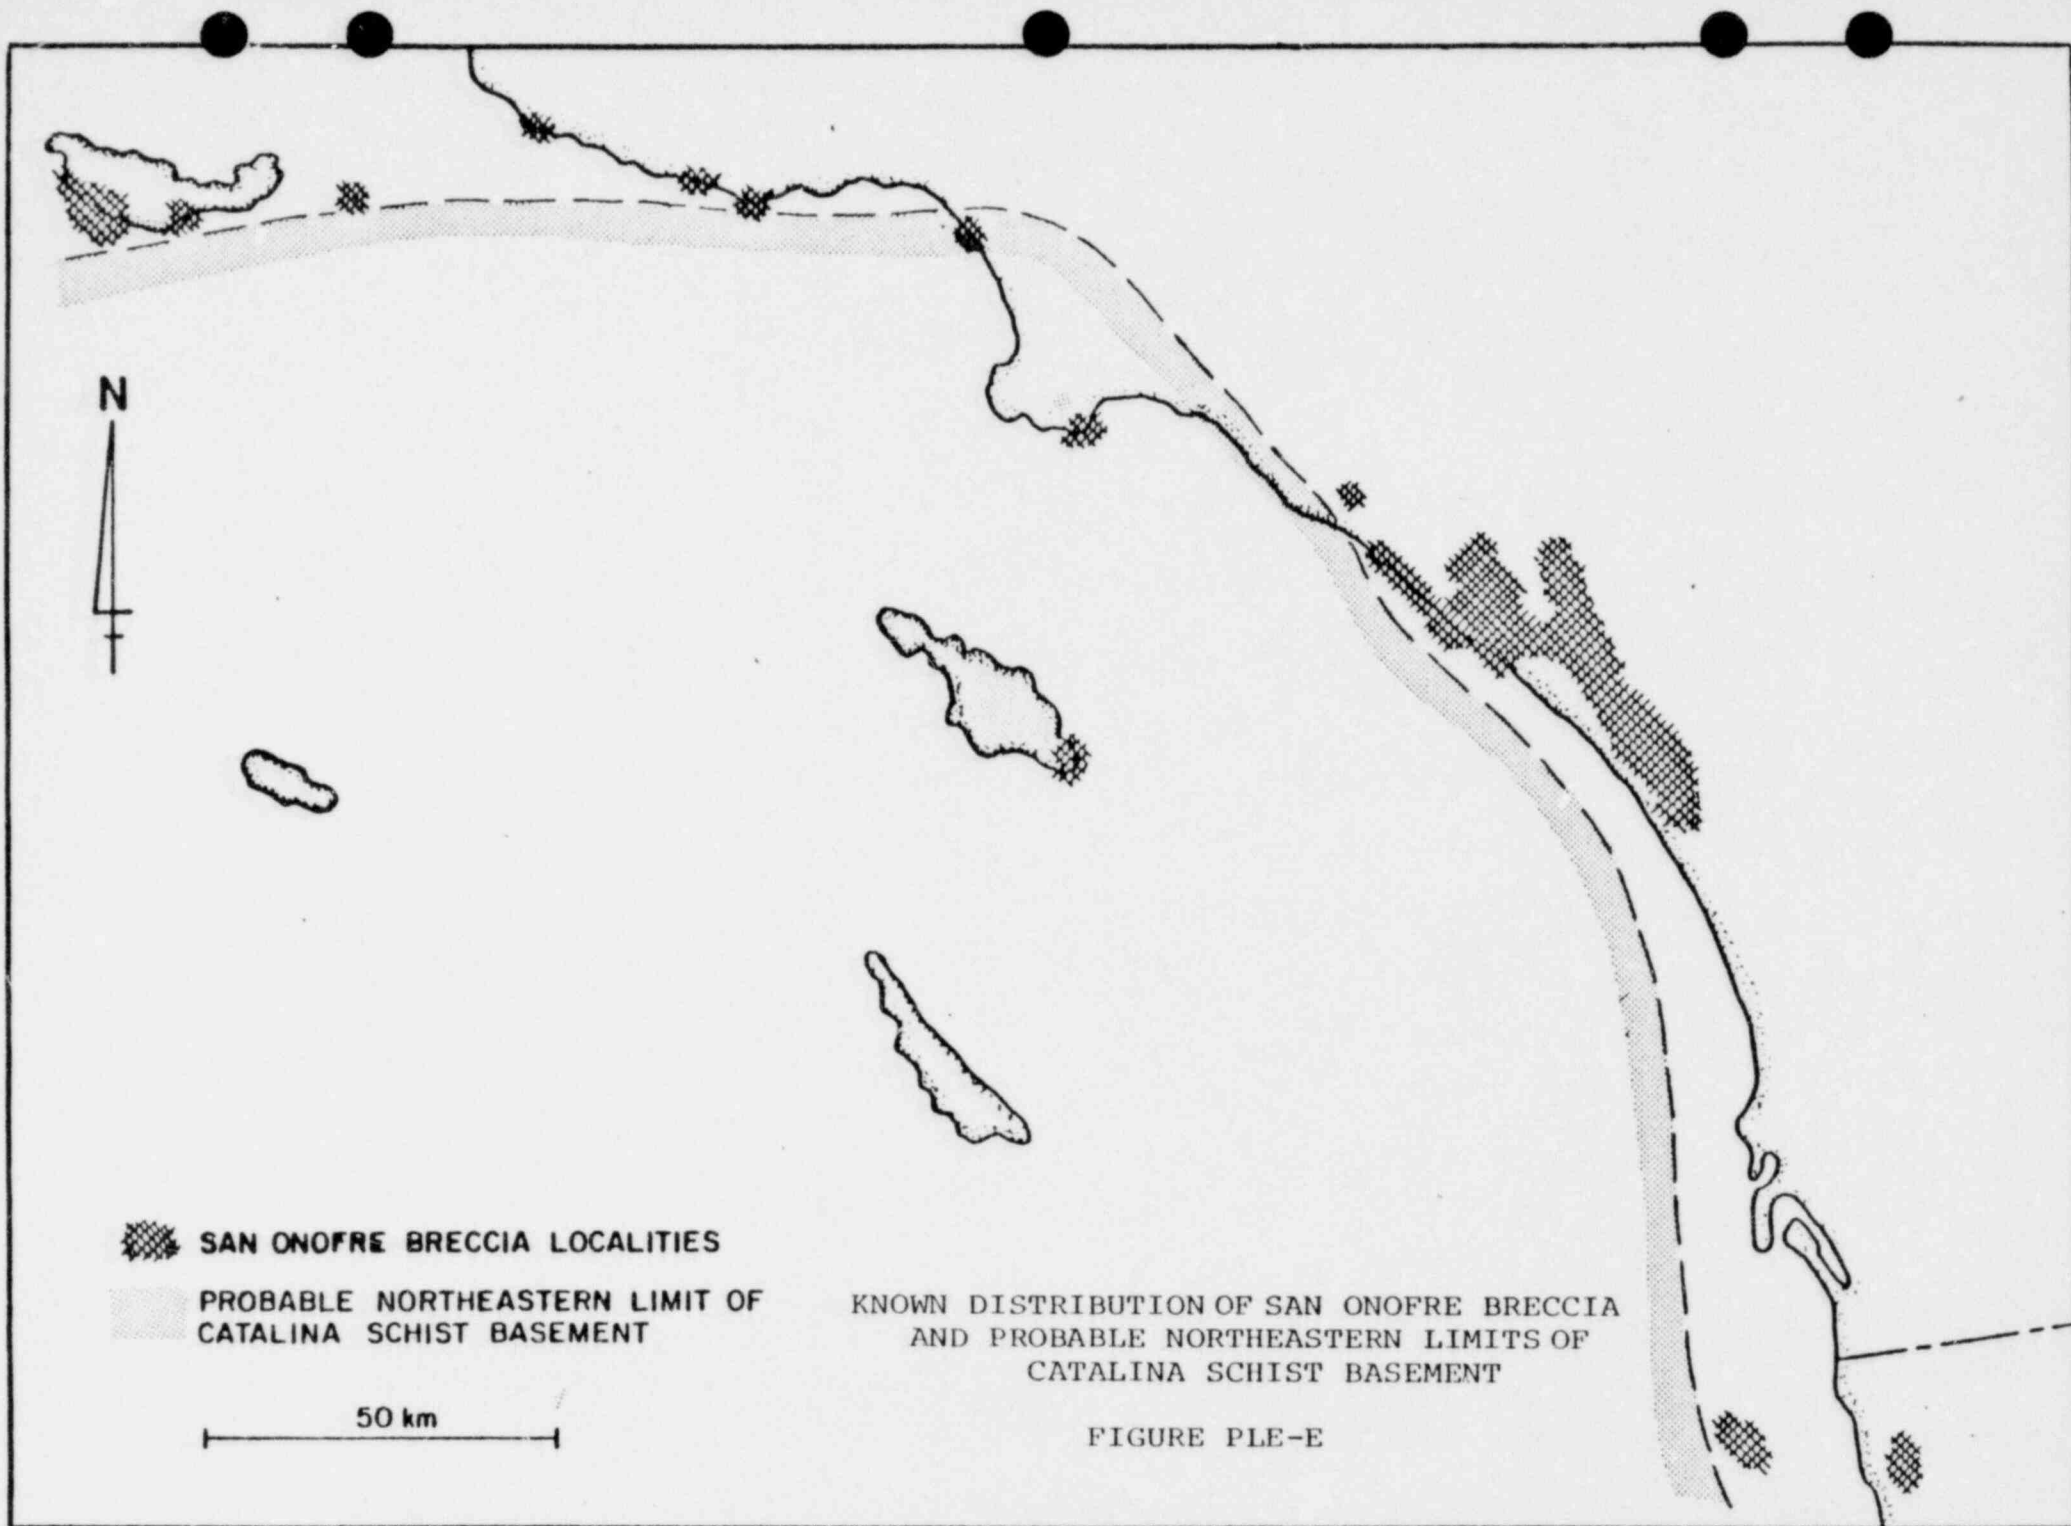 N
SAN ONOFRE BRECCIA LOCALITIES
PROBABLE NORTHEASTERN LIMIT OF
CATALINA SCHIST BASEMENT
50 km
KNOWN DISTRIBUTION OF SAN ONOFRE BRECCIA
AND PROBABLE NORTHEASTERN LIMITS OF
CATALINA SCHIST BASEMENT
FIGURE PLE-E